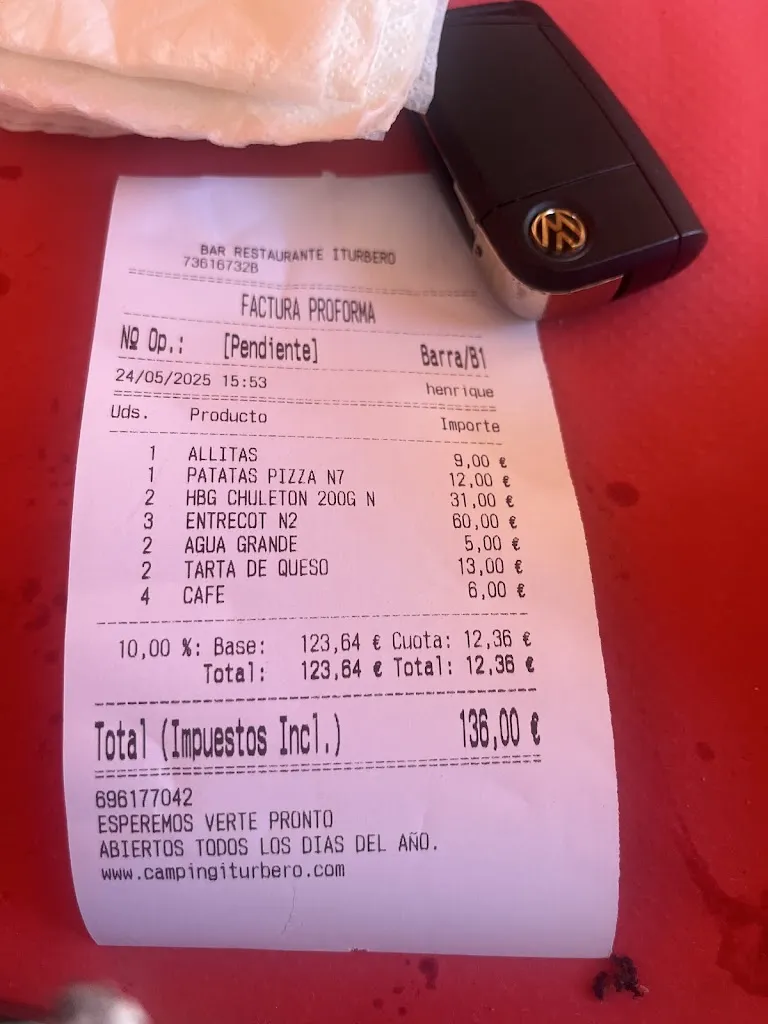 BAR RESTAURANTE ITURBERO
73616732B
FACTURA PROFORMA
Nº Op.: [Pendiente] Barra/B1
24/05/2025 15:53 henrique
Uds. Producto Importe
1 ALLITAS 9,00 €
1 PATATAS PIZZA N7 12,00 €
2 HBG CHULETON 200G N 31,00 €
3 ENTRECOT N2 60,00 €
2 AGUA GRANDE 5,00 €
2 TARTA DE QUESO 13,00 €
4 CAFE 6,00 €
10,00 %: Base: 123,64 € Cuota: 12,36 €
Total: 123,64 € Total: 12,36 €
Total (Impuestos Incl.) 136,00 €
696177042
ESPEREMOS VERTE PRONTO
ABIERTOS TODOS LOS DIAS DEL AÑO.
www.campingiturbero.com